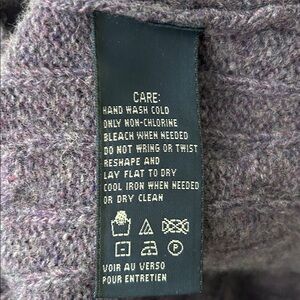 CARE:
HAND WASH COLD
ONLY NON-CHLORINE
BLEACH WHEN NEEDED
DO NOT WRING OR TWIST
RESHAPE AND
LAY FLAT TO DRY
COOL IRON WHEN NEEDED
OR DRY CLEAN
P
VOIR AU VERSO
POUR ENTRETIEN